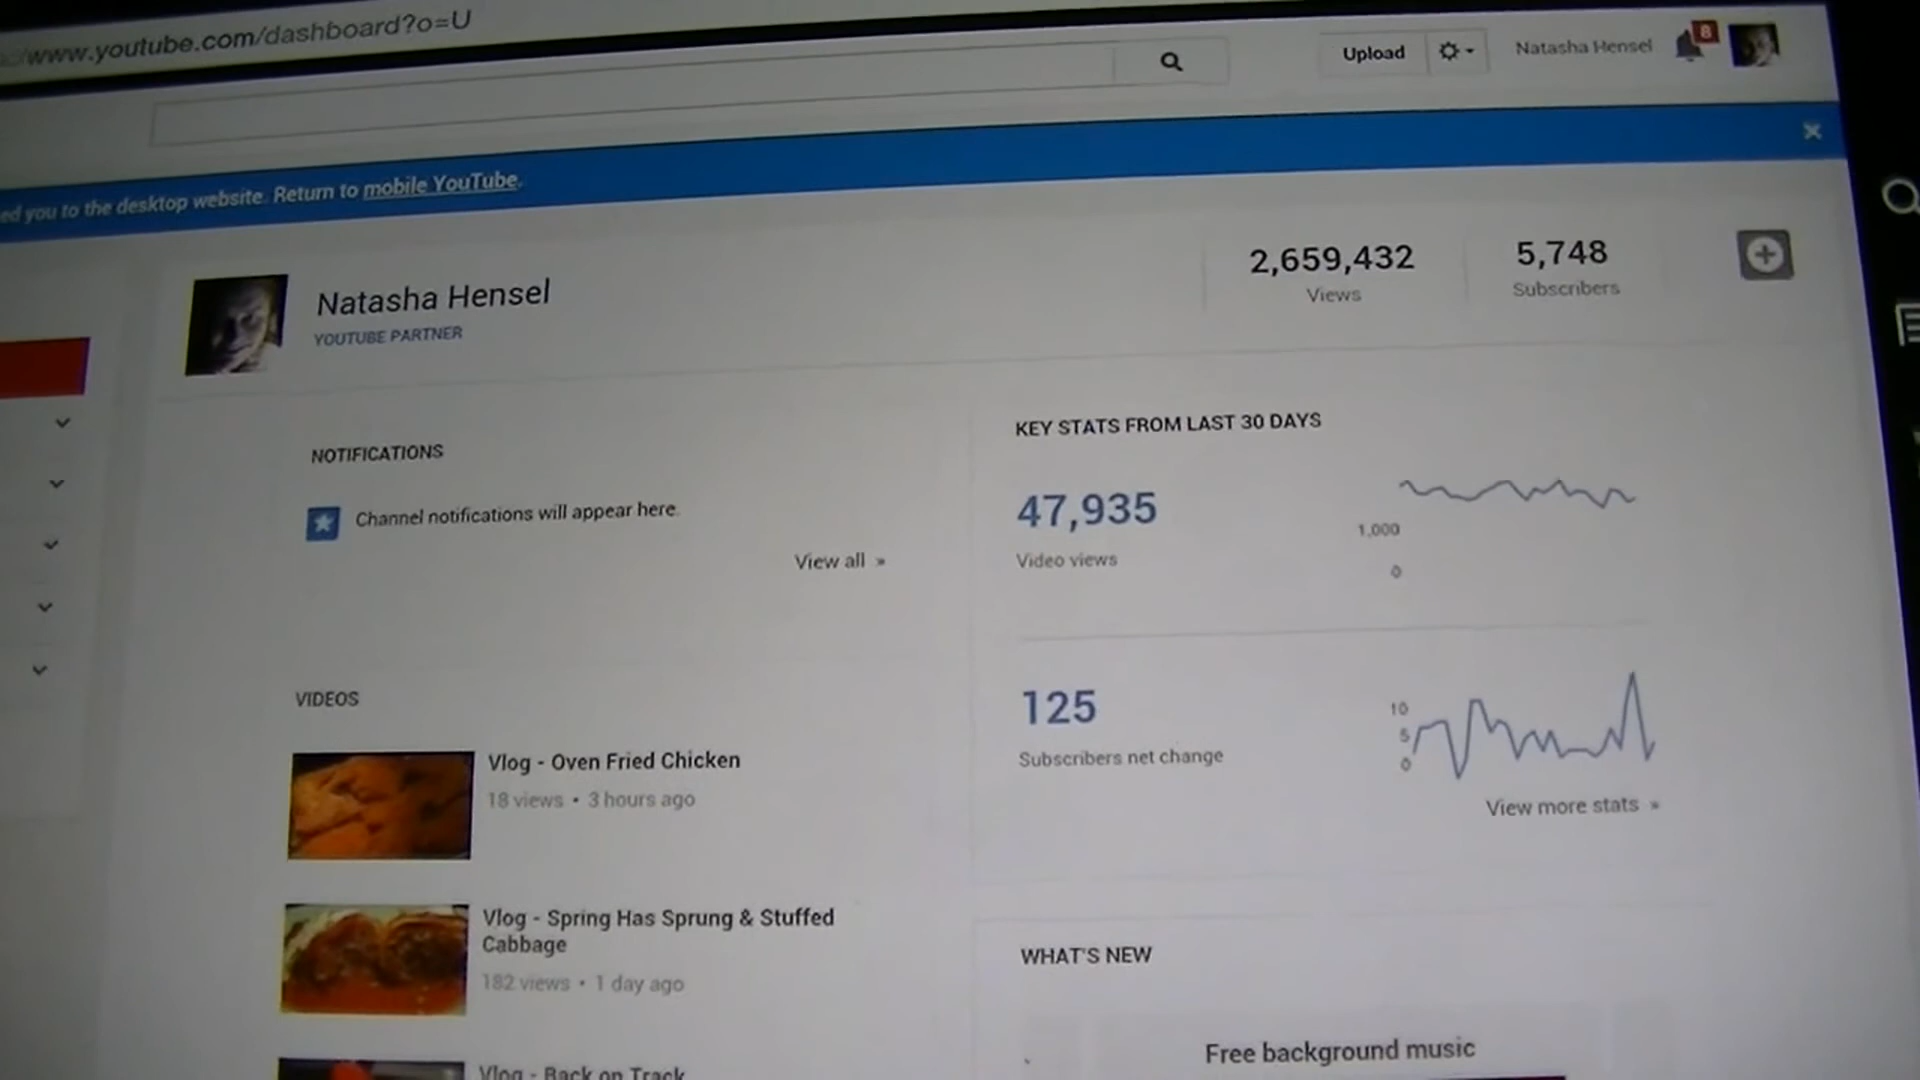 www.youtube.com/dashboard?o=U
Upload
Natasha Hensel
8
ed you to the desktop website. Return to mobile YouTube.
Natasha Hensel
YOUTUBE PARTNER
2,659,432
Views
5,748
Subscribers
NOTIFICATIONS
Channel notifications will appear here.
View all »
KEY STATS FROM LAST 30 DAYS
47,935
Video views
1,000
0
125
Subscribers net change
10
5
0
View more stats »
VIDEOS
Vlog - Oven Fried Chicken
18 views • 3 hours ago
Vlog - Spring Has Sprung & Stuffed
Cabbage
182 views • 1 day ago
Vlog - Back on Track
WHAT'S NEW
Free background music